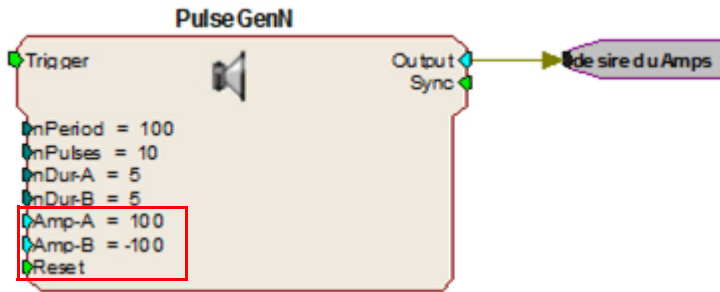 PulseGenN
Trigger
Output
Sync
desireduAmps
nPeriod = 100
nPulses = 10
nDur-A = 5
nDur-B = 5
Amp-A = 100
Amp-B = -100
Reset